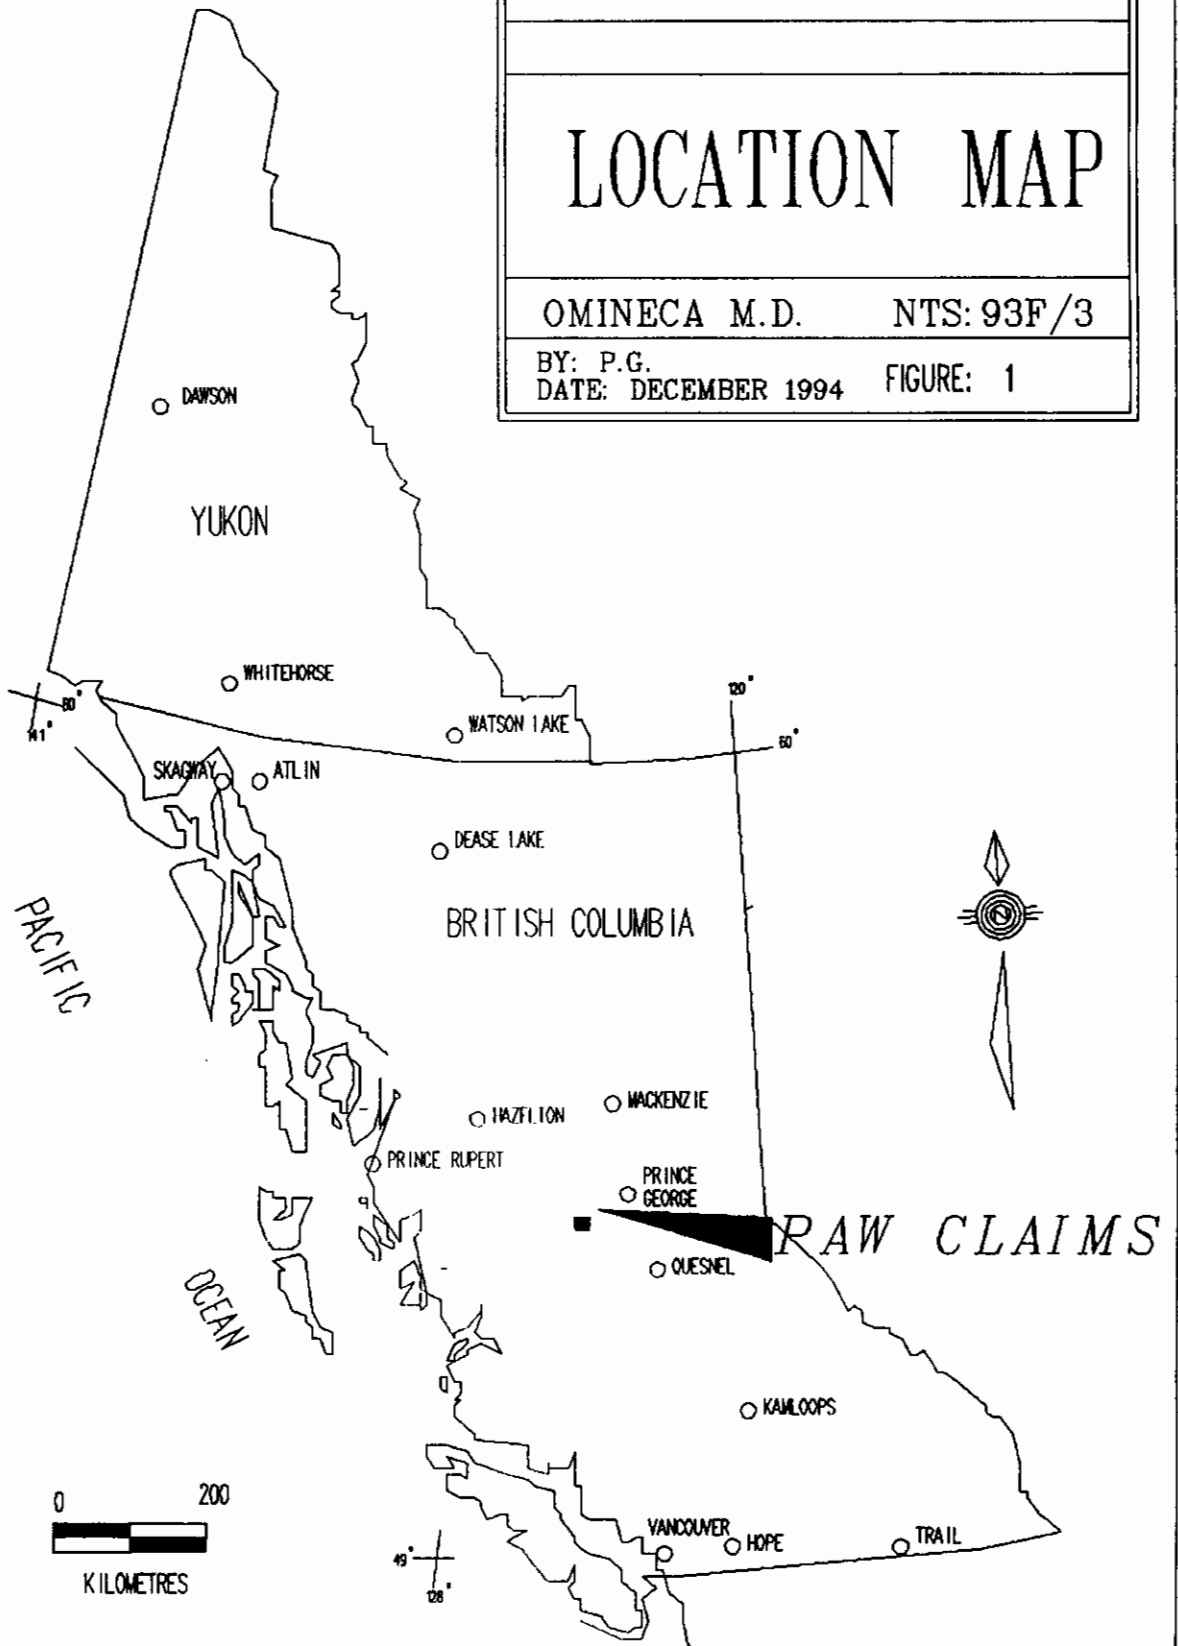 LOCATION MAP
OMINECA M.D. NTS: 93F/3
BY: P.G.
DATE: DECEMBER 1994 FIGURE: 1
DAWSON
YUKON
WHITEHORSE
60°
141°
WATSON LAKE
120°
60°
SKAGWAY
ATLIN
DEASE LAKE
BRITISH COLUMBIA
PACIFIC
N
HAZELTON
MACKENZIE
PRINCE RUPERT
PRINCE
GEORGE
PAW CLAIMS
QUESNEL
OCEAN
KAMLOOPS
0 200
KILOMETRES
VANCOUVER
HOPE
TRAIL
49°
128°